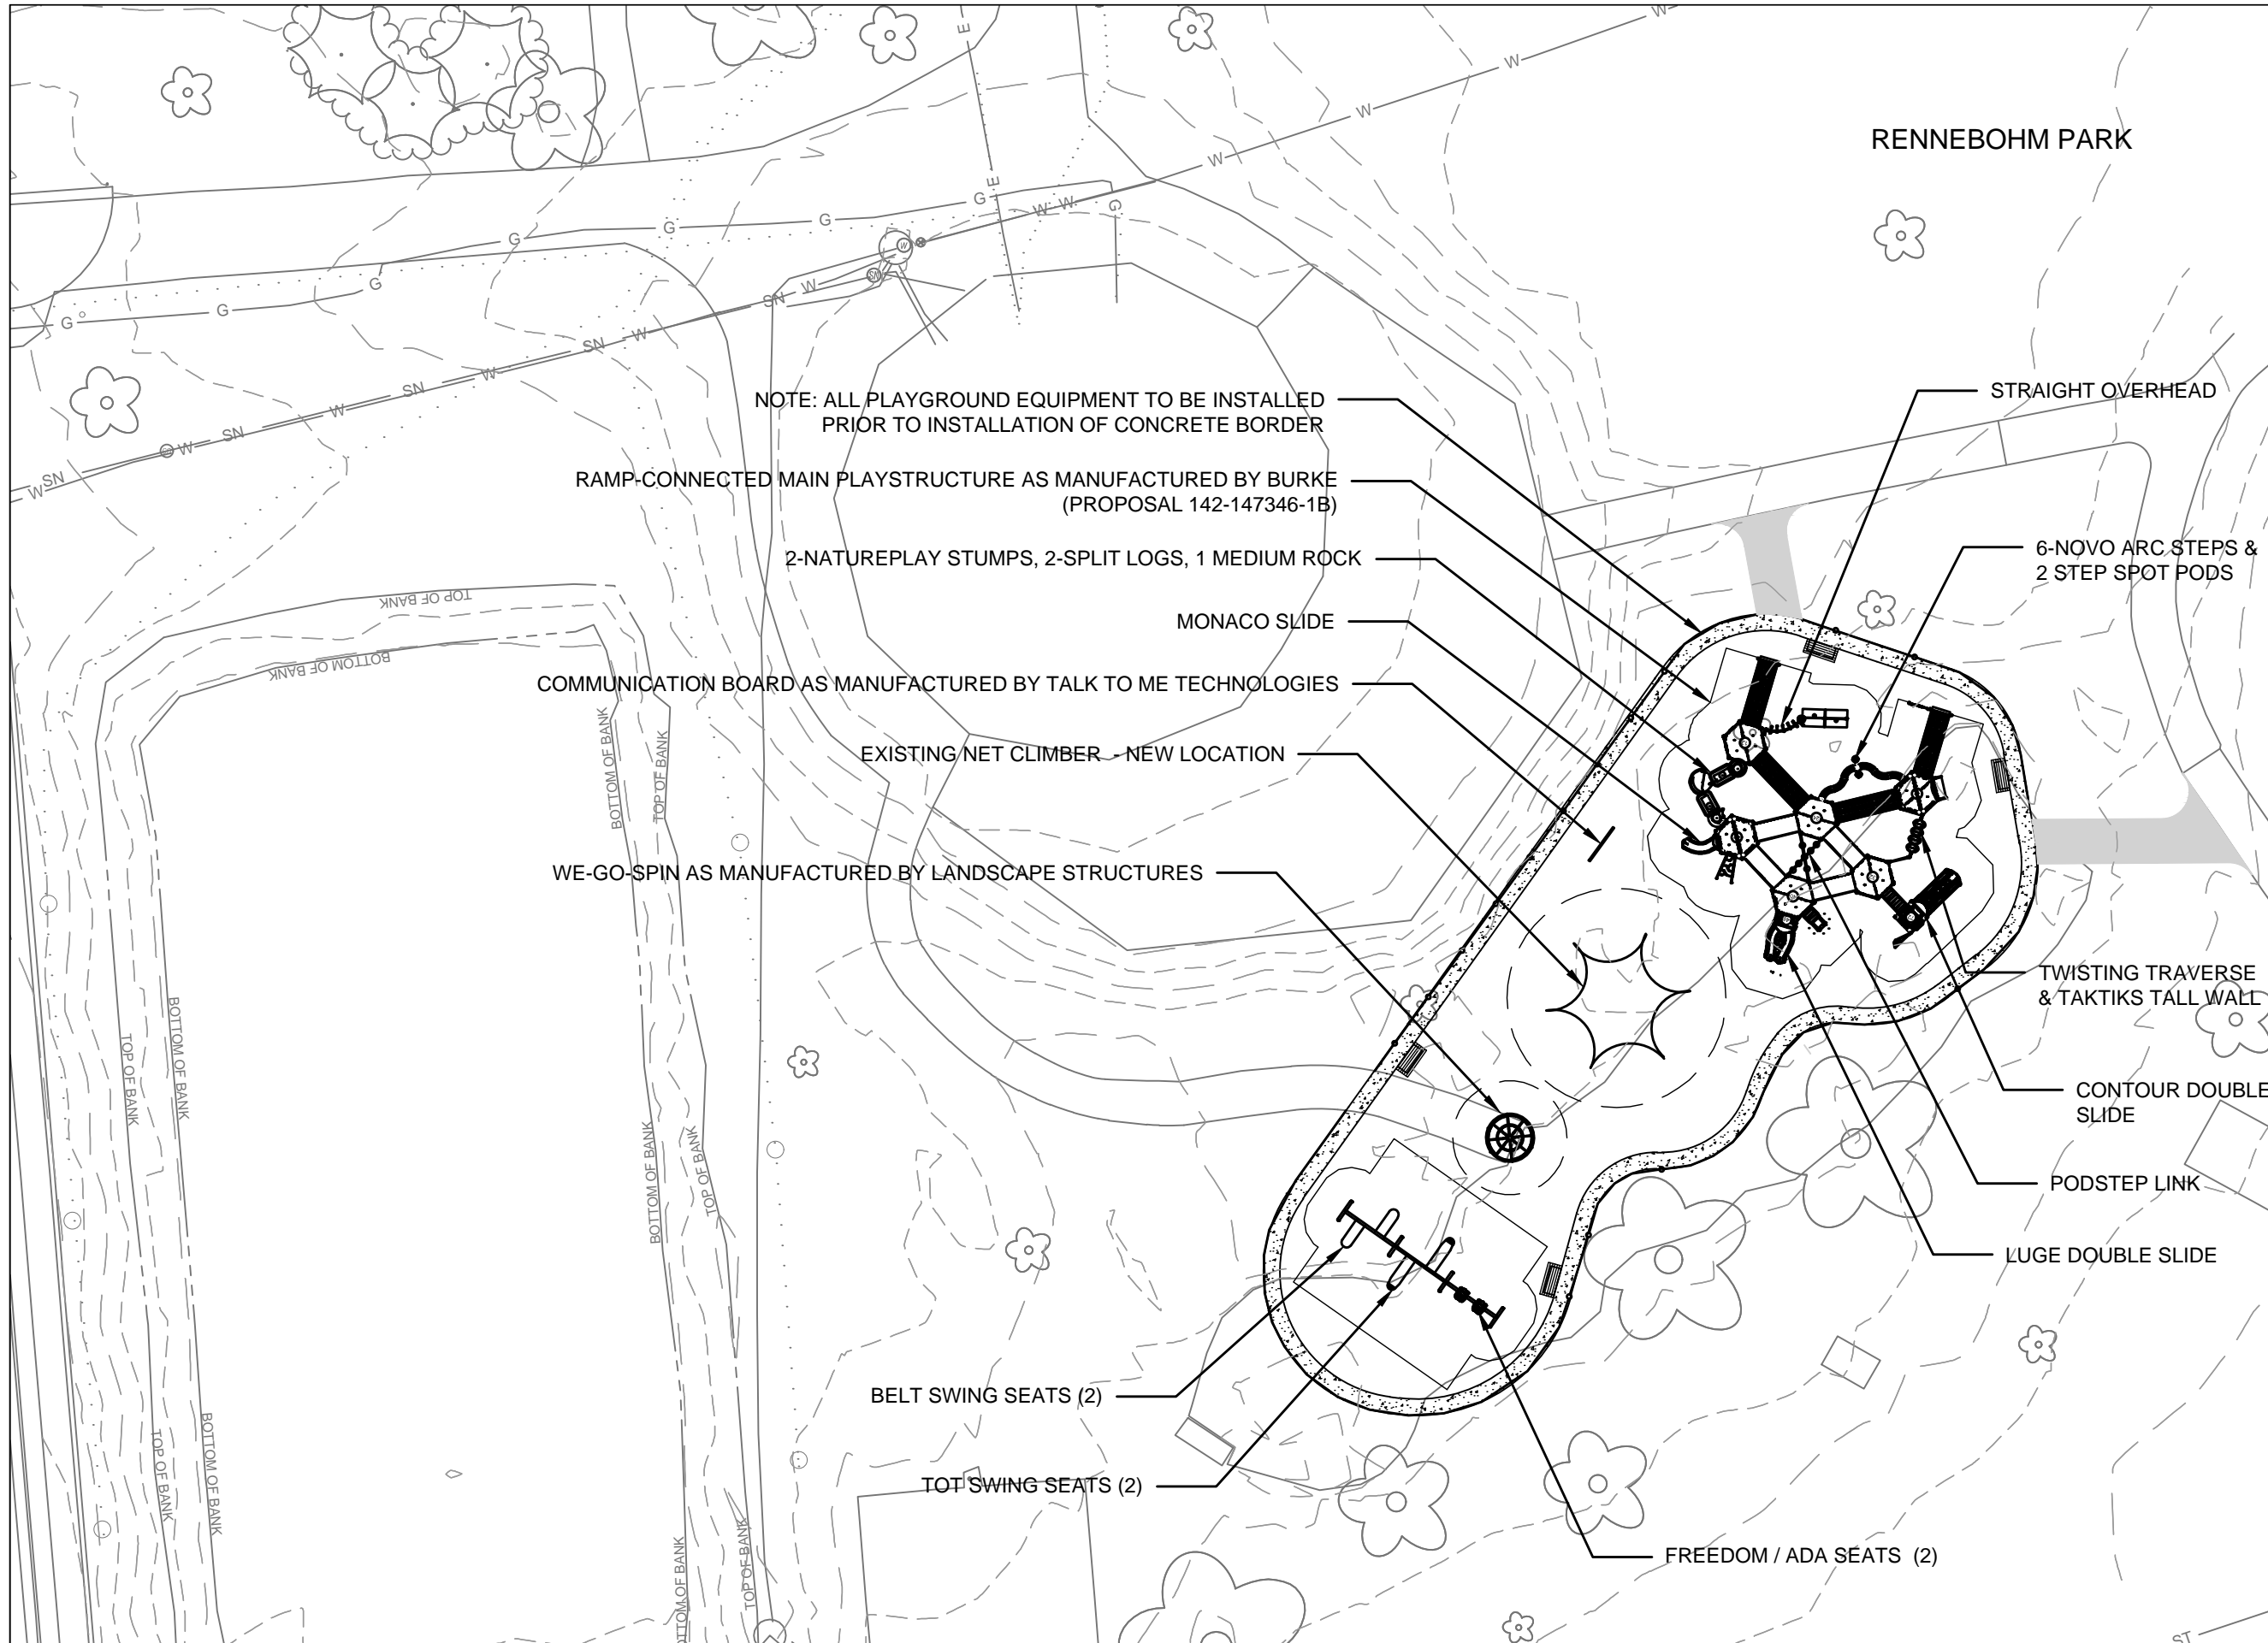 RENNEBOHM PARK
NOTE: ALL PLAYGROUND EQUIPMENT TO BE INSTALLED
PRIOR TO INSTALLATION OF CONCRETE BORDER
RAMP-CONNECTED MAIN PLAYSTRUCTURE AS MANUFACTURED BY BURKE
(PROPOSAL 142-147346-1B)
2-NATUREPLAY STUMPS, 2-SPLIT LOGS, 1 MEDIUM ROCK
MONACO SLIDE
COMMUNICATION BOARD AS MANUFACTURED BY TALK TO ME TECHNOLOGIES
EXISTING NET CLIMBER - NEW LOCATION
WE-GO-SPIN AS MANUFACTURED BY LANDSCAPE STRUCTURES
BELT SWING SEATS (2)
TOT SWING SEATS (2)
FREEDOM / ADA SEATS (2)
STRAIGHT OVERHEAD
6-NOVO ARC STEPS &
2 STEP SPOT PODS
TWISTING TRAVERSE
& TAKTIKS TALL WALL
CONTOUR DOUBLE
SLIDE
PODSTEP LINK
LUGE DOUBLE SLIDE
TOP OF BANK
BOTTOM OF BANK
BOTTOM OF BANK
TOP OF BANK
BOTTOM OF BANK
TOP OF BANK
BOTTOM OF BANK
TOP OF BANK
TOP OF BANK
BOTTOM OF BANK
TOP OF BANK
E
E
W
W
W
W
W
W
G
G
G
G
G
G
G
G
W
SN
W
SN
W
SN
W
SN
W
SN
W
ST